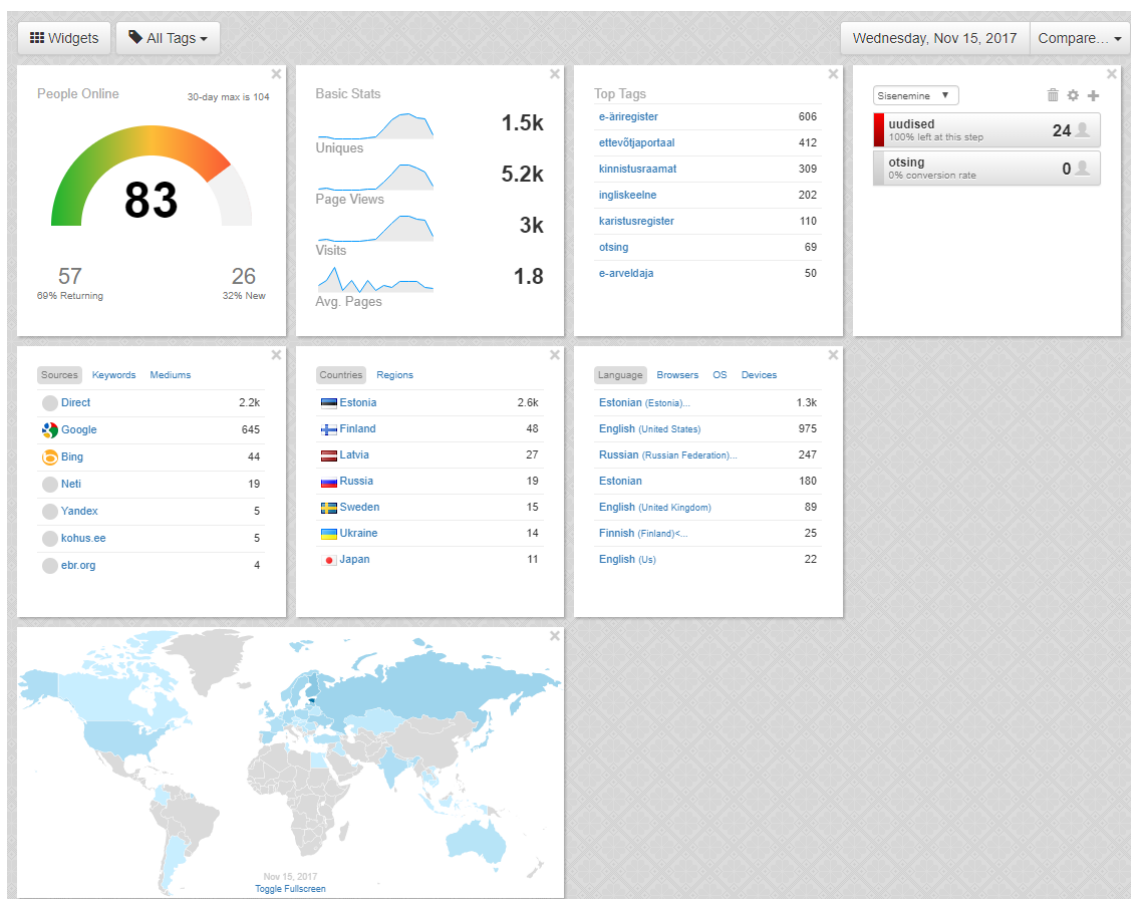 Widgets
All Tags
Wednesday, Nov 15, 2017
Compare...
People Online
30-day max is 104
83
57
26
69% Returning
32% New
Basic Stats
1.5k
Uniques
5.2k
Page Views
3k
Visits
1.8
Avg. Pages
Top Tags
e-äriregister 606
ettevõtjaportaal 412
kinnistusraamat 309
ingliskeelne 202
karistusregister 110
otsing 69
e-arveldaja 50
Sisenemine
uudised
100% left at this step
24
otsing
0% conversion rate
0
Sources Keywords Mediums
Direct 2.2k
Google 645
Bing 44
Neti 19
Yandex 5
kohus.ee 5
ebr.org 4
Countries Regions
Estonia 2.6k
Finland 48
Latvia 27
Russia 19
Sweden 15
Ukraine 14
Japan 11
Language Browsers OS Devices
Estonian (Estonia)... 1.3k
English (United States) 975
Russian (Russian Federation)... 247
Estonian 180
English (United Kingdom) 89
Finnish (Finland)<... 25
English (Us) 22
Nov 15, 2017
Toggle Fullscreen